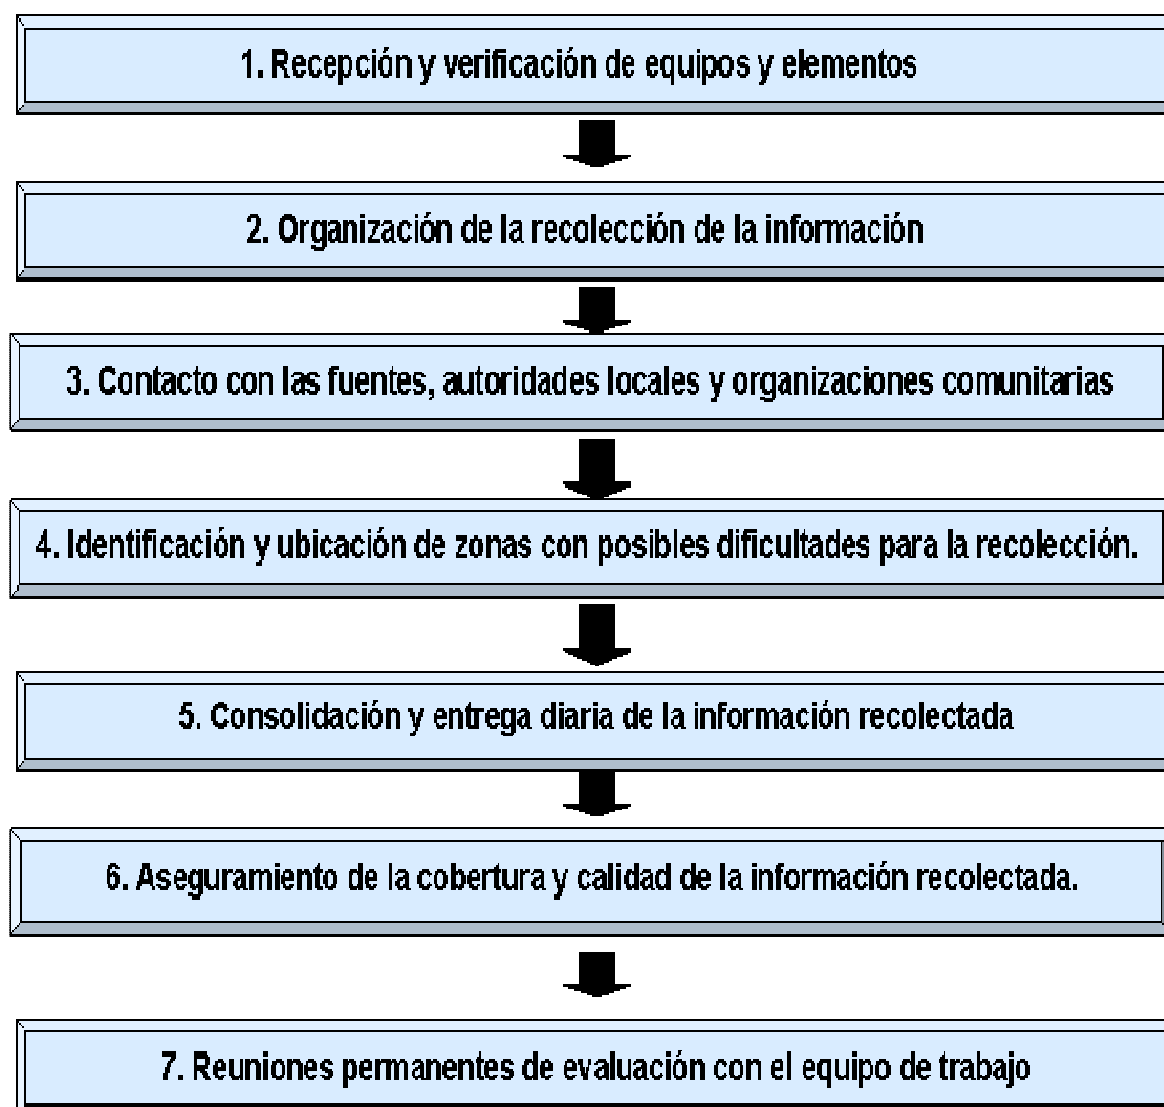 1. Recepción y verificación de equipos y elementos
2. Organización de la recolección de la información
3. Contacto con las fuentes, autoridades locales y organizaciones comunitarias
4. Identificación y ubicación de zonas con posibles dificultades para la recolección.
5. Consolidación y entrega diaria de la información recolectada
6. Aseguramiento de la cobertura y calidad de la información recolectada.
7. Reuniones permanentes de evaluación con el equipo de trabajo